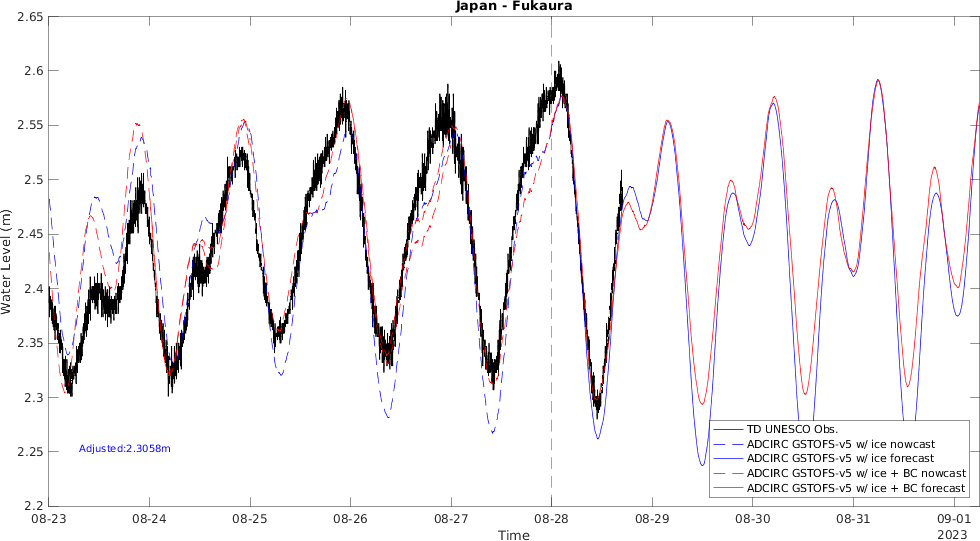 Japan - Fukaura
Water Level (m)
2.65
2.6
2.55
2.5
2.45
2.4
2.35
2.3
2.25
2.2
Adjusted:2.3058m
TD UNESCO Obs.
ADCIRC GSTOFS-v5 w/ ice nowcast
ADCIRC GSTOFS-v5 w/ ice forecast
ADCIRC GSTOFS-v5 w/ ice + BC nowcast
ADCIRC GSTOFS-v5 w/ ice + BC forecast
08-23 08-24 08-25 08-26 08-27 08-28 08-29 08-30 08-31 09-01
2023
Time